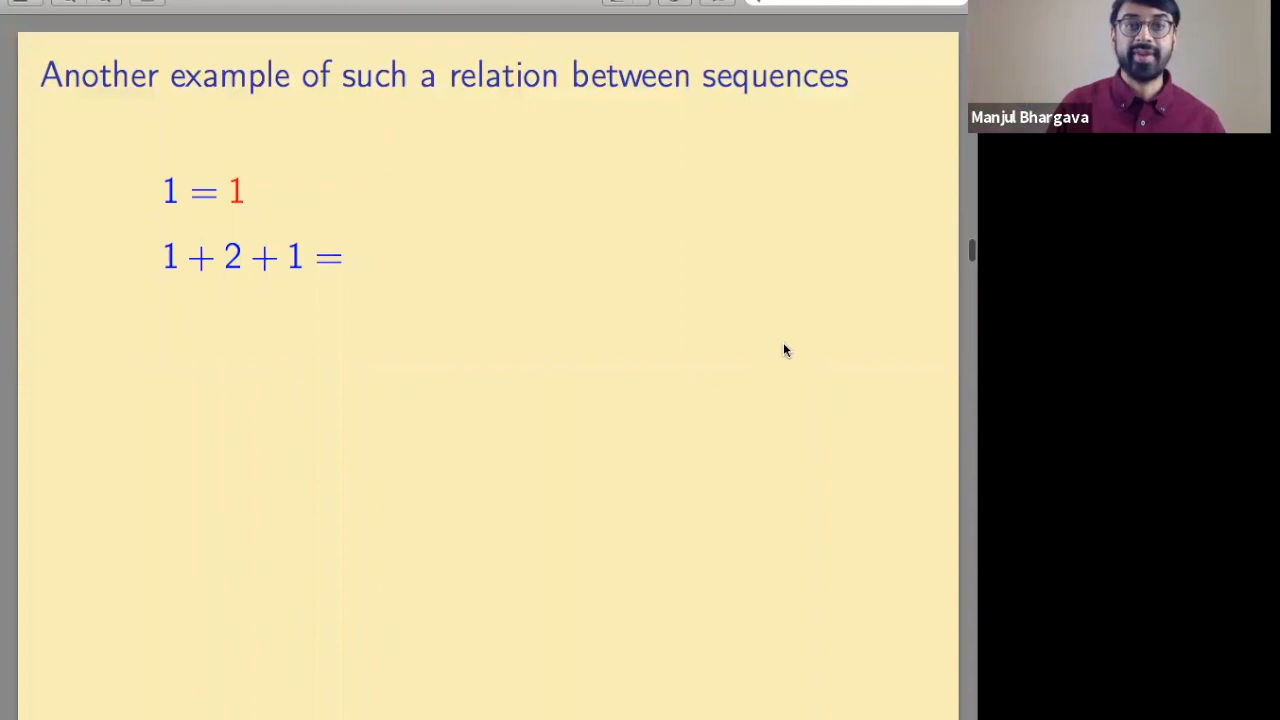 Another example of such a relation between sequences
Manjul Bhargava
1 = 1
1 + 2 + 1 =